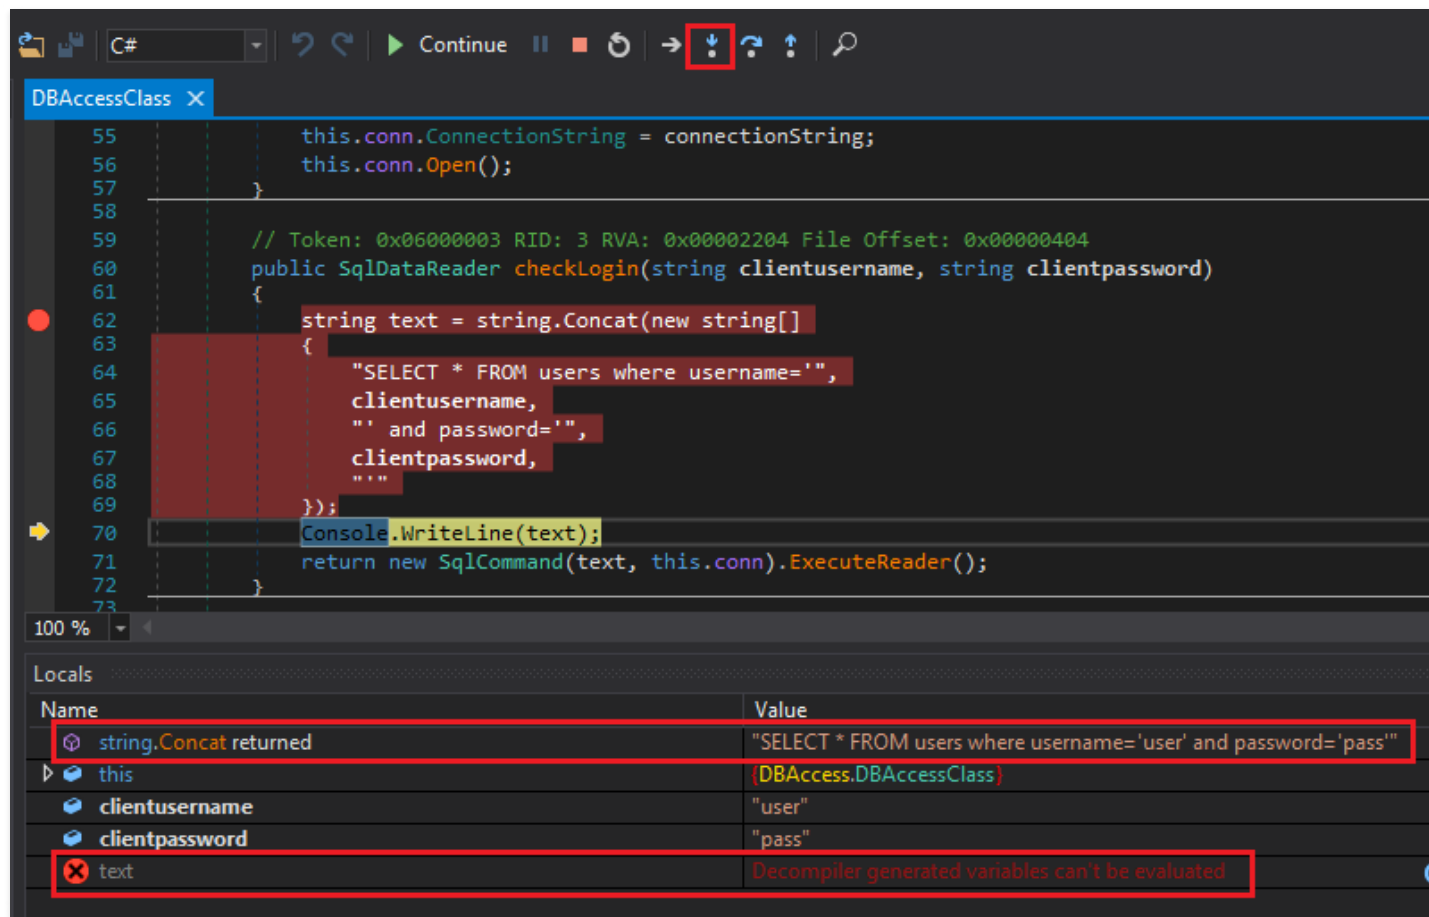 C# Continue
DBAccessClass
55 this.conn.ConnectionString = connectionString;
56 this.conn.Open();
57 }
58
59 // Token: 0x06000003 RID: 3 RVA: 0x00002204 File Offset: 0x00000404
60 public SqlDataReader checkLogin(string clientusername, string clientpassword)
61 {
62 string text = string.Concat(new string[]
63 {
64 "SELECT * FROM users where username='",
65 clientusername,
66 "' and password='",
67 clientpassword,
68 "'"
69 });
70 Console.WriteLine(text);
71 return new SqlCommand(text, this.conn).ExecuteReader();
72 }
73
100 %
Locals
Name Value
string.Concat returned "SELECT * FROM users where username='user' and password='pass'"
this {DBAccess.DBAccessClass}
clientusername "user"
clientpassword "pass"
text Decompiler generated variables can't be evaluated